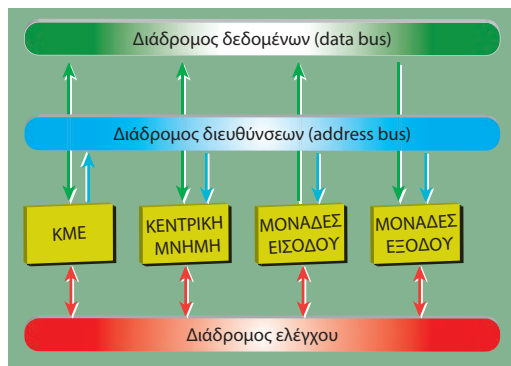 Διάδρομος δεδομένων (data bus)
Διάδρομος διευθύνσεων (address bus)
ΚΜΕ
ΚΕΝΤΡΙΚΗ
ΜΝΗΜΗ
ΜΟΝΑΔΕΣ
ΕΙΣΟΔΟΥ
ΜΟΝΑΔΕΣ
ΕΞΟΔΟΥ
Διάδρομος ελέγχου